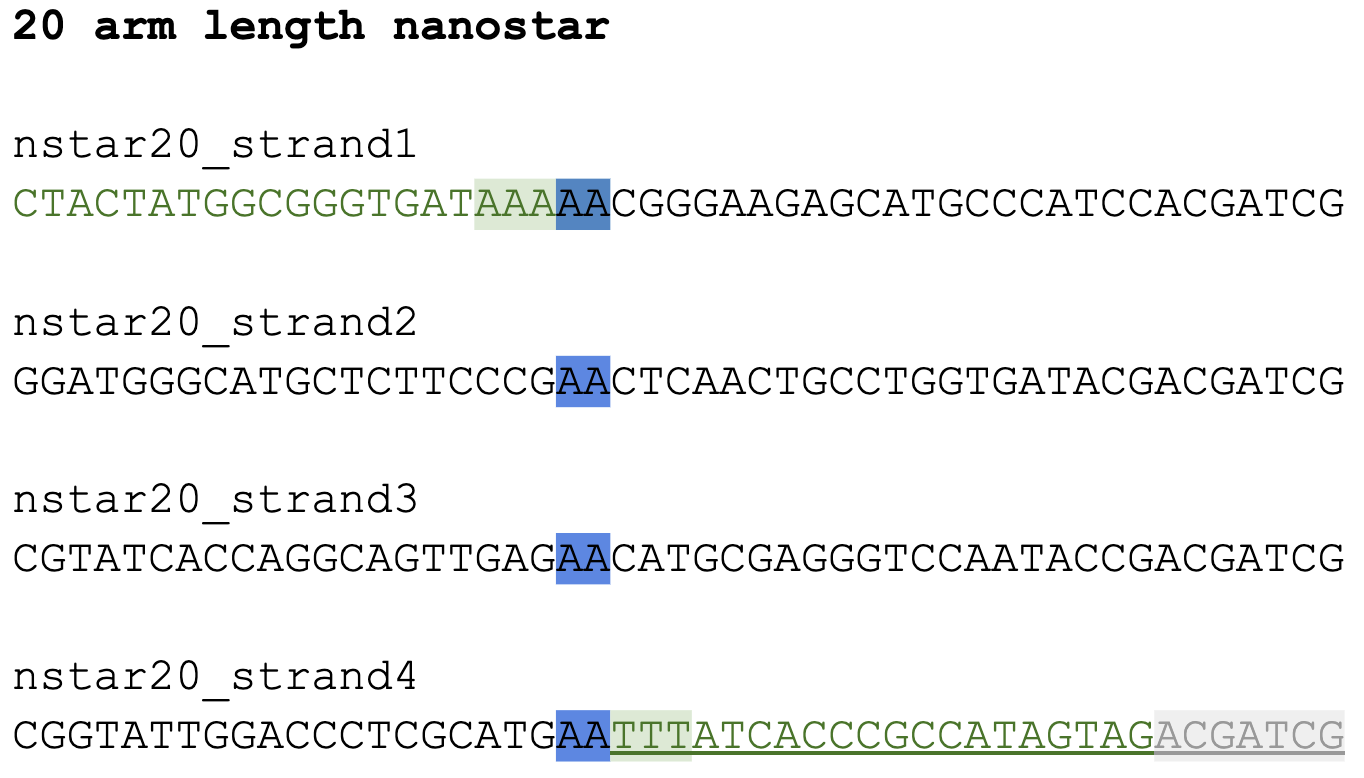 20 arm length nanostar
nstar20_strand1
CTACTATGGCGGGTGATAAAAACGGGAAGAGCATGCCCATCCACGATCG
nstar20_strand2
GGATGGGCATGCTCTTCCCGAACTCAACTGCCTGGTGATACGACGATCG
nstar20_strand3
CGTATCACCAGGCAGTTGAGAACATGCGAGGGTCCAATACCGACGATCG
nstar20_strand4
CGGTATTGGACCCTCGCATGAATTTATCACCCGCCATAGTAGACGATCG